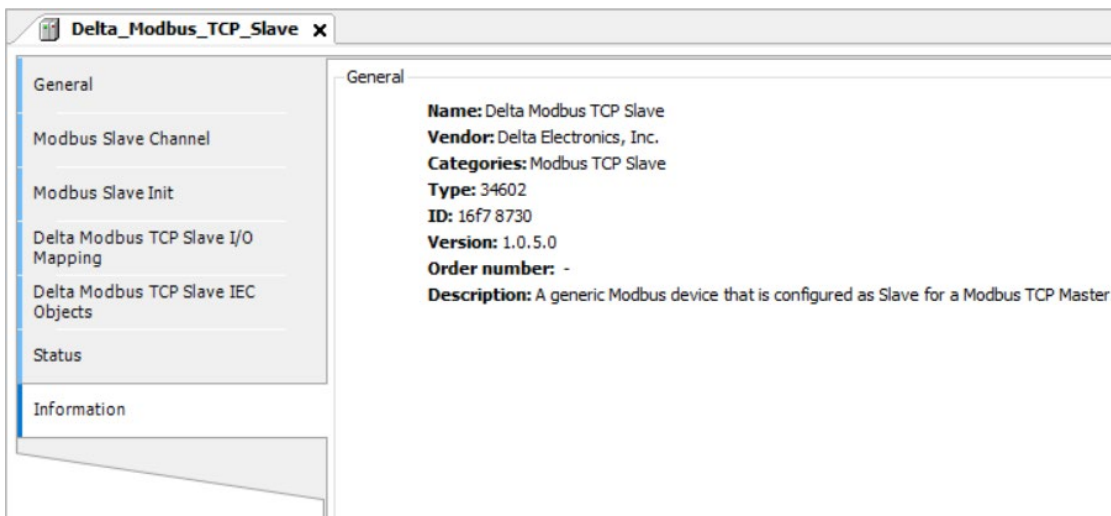 Delta_Modbus_TCP_Slave X
General
Modbus Slave Channel
Modbus Slave Init
Delta Modbus TCP Slave I/O
Mapping
Delta Modbus TCP Slave IEC
Objects
Status
Information
General
Name: Delta Modbus TCP Slave
Vendor: Delta Electronics, Inc.
Categories: Modbus TCP Slave
Type: 34602
ID: 16f7 8730
Version: 1.0.5.0
Order number: -
Description: A generic Modbus device that is configured as Slave for a Modbus TCP Master